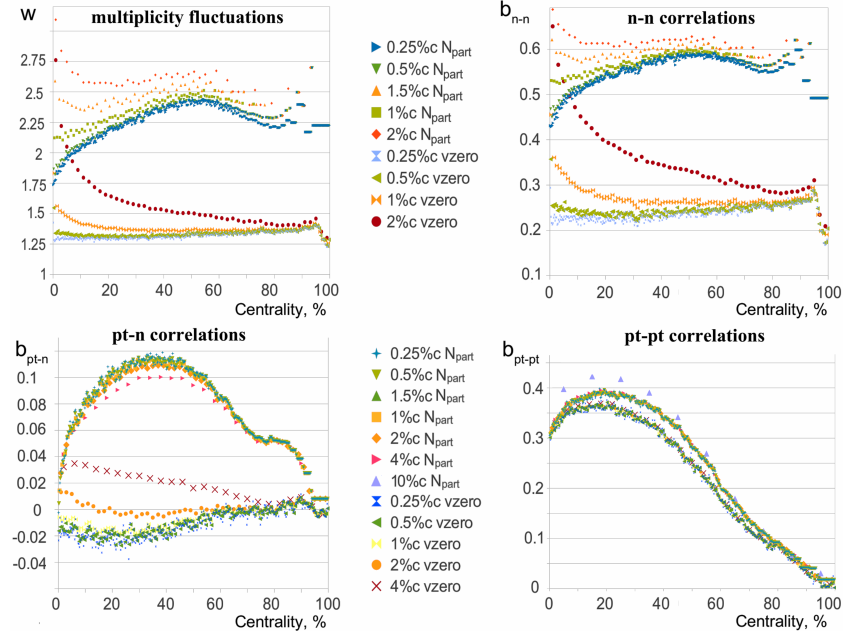 w
multiplicity fluctuations
2.75
2.5
2.25
2
1.75
1.5
1.25
1
0 20 40 60 80 100
Centrality, %
0.25%c Npart
0.5%c Npart
1.5%c Npart
1%c Npart
2%c Npart
0.25%c vzero
0.5%c vzero
1%c vzero
2%c vzero
b n-n
n-n correlations
0.6
0.5
0.4
0.3
0.2
0.1
0 20 40 60 80 100
Centrality, %
b pt-n
pt-n correlations
0.1
0.08
0.06
0.04
0.02
0
-0.02
-0.04
0 20 40 60 80 100
Centrality, %
0.25%c Npart
0.5%c Npart
1.5%c Npart
1%c Npart
2%c Npart
4%c Npart
10%c Npart
0.25%c vzero
0.5%c vzero
1%c vzero
2%c vzero
4%c vzero
b pt-pt
pt-pt correlations
0.4
0.3
0.2
0.1
0
0 20 40 60 80 100
Centrality, %